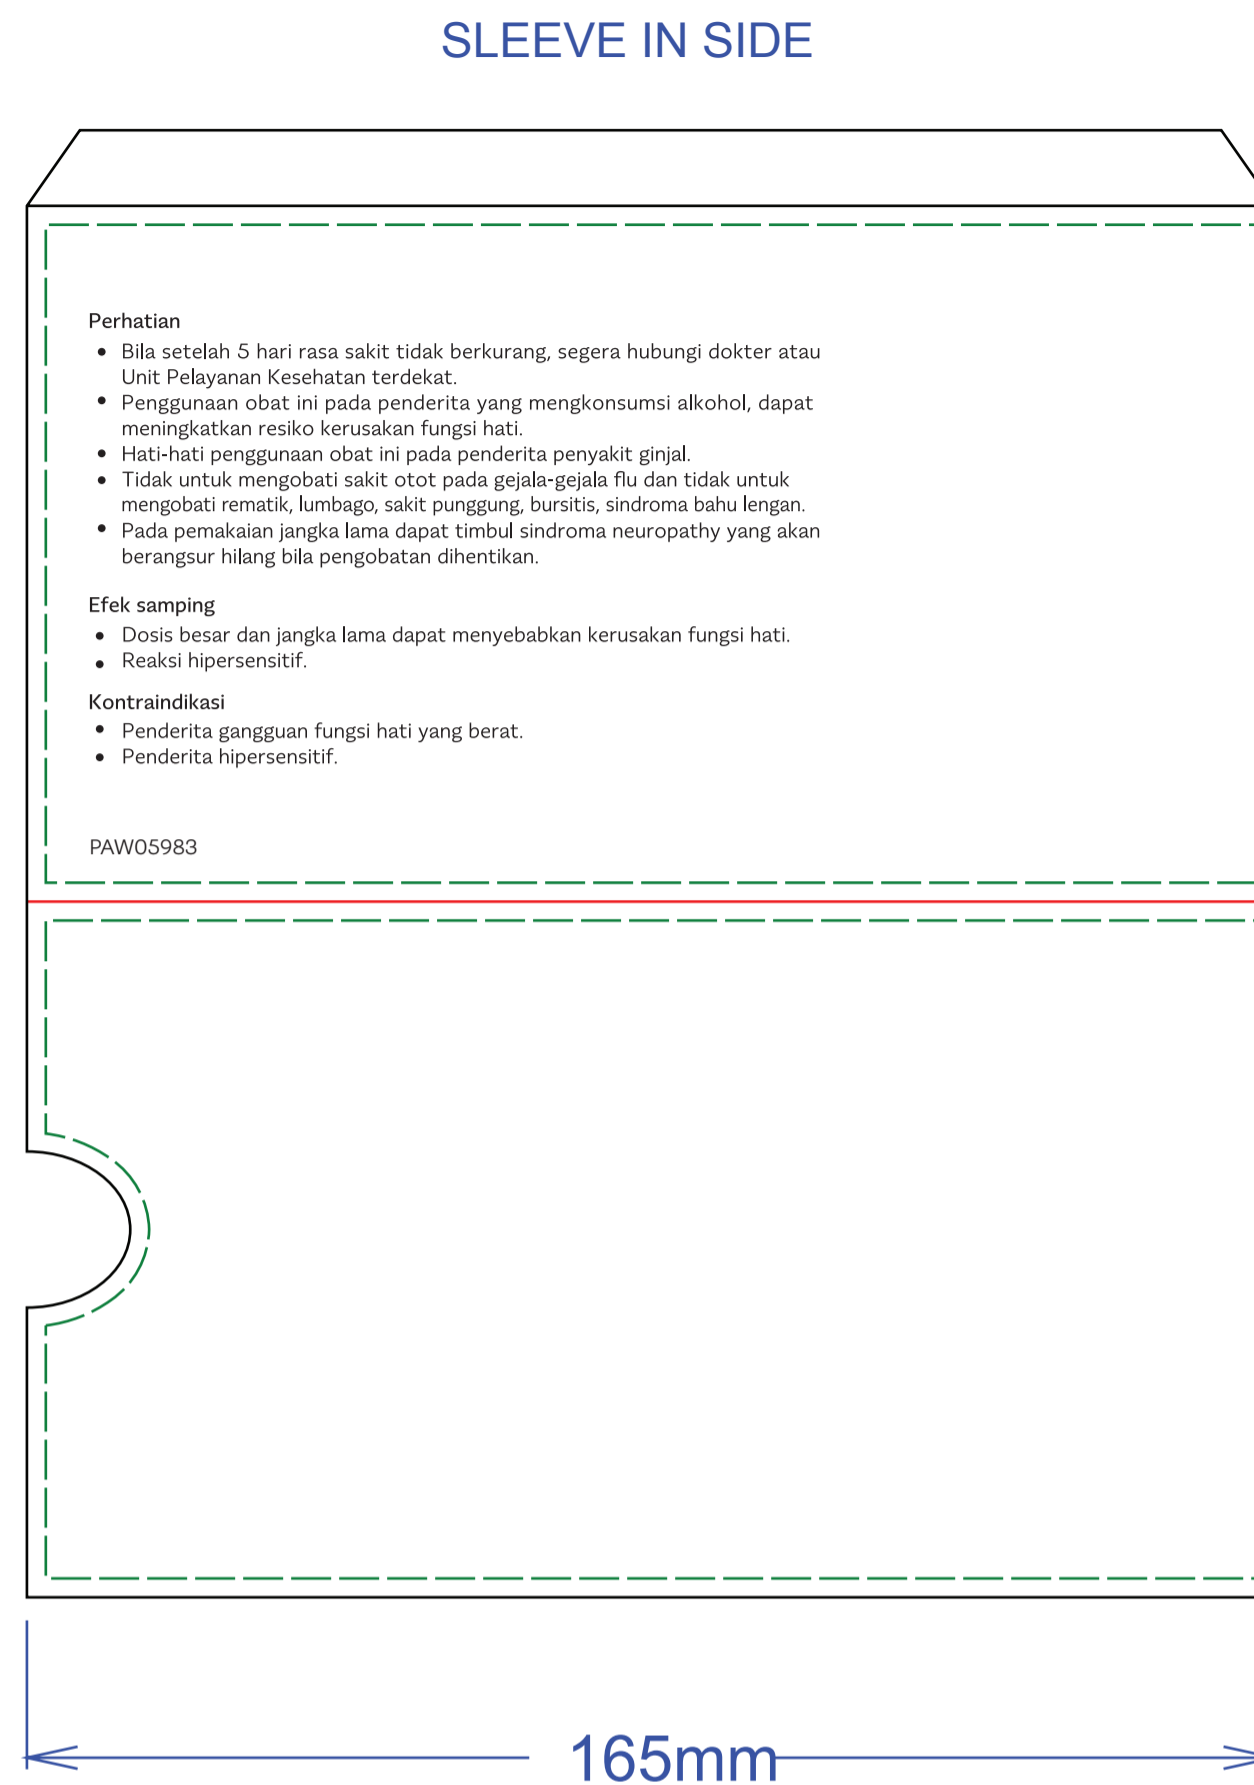 SLEEVE IN SIDE
Perhatian
• Bila setelah 5 hari rasa sakit tidak berkurang, segera hubungi dokter atau
Unit Pelayanan Kesehatan terdekat.
• Penggunaan obat ini pada penderita yang mengkonsumsi alkohol, dapat
meningkatkan resiko kerusakan fungsi hati.
• Hati-hati penggunaan obat ini pada penderita penyakit ginjal.
• Tidak untuk mengobati sakit otot pada gejala-gejala flu dan tidak untuk
mengobati rematik, lumbago, sakit punggung, bursitis, sindroma bahu lengan.
• Pada pemakaian jangka lama dapat timbul sindroma neuropathy yang akan
berangsur hilang bila pengobatan dihentikan.
Efek samping
• Dosis besar dan jangka lama dapat menyebabkan kerusakan fungsi hati.
• Reaksi hipersensitif.
Kontraindikasi
• Penderita gangguan fungsi hati yang berat.
• Penderita hipersensitif.
PAW05983
165mm